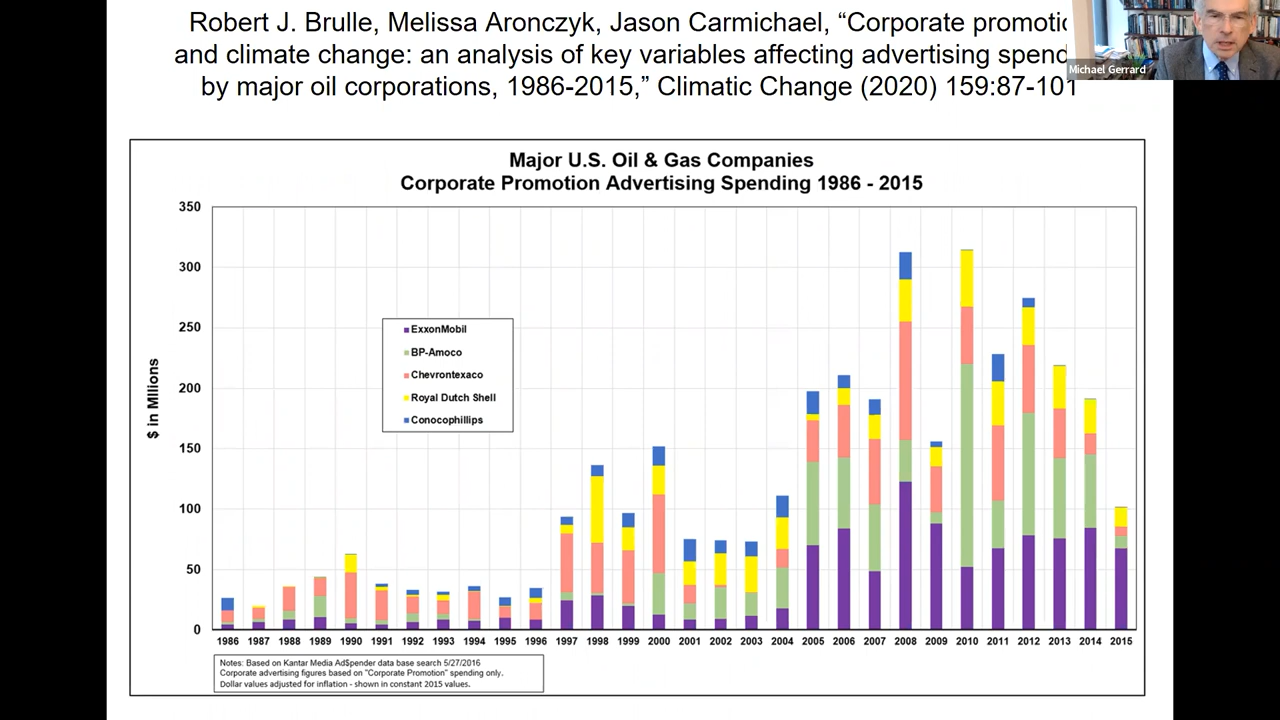 Robert J. Brulle, Melissa Aronczyk, Jason Carmichael, “Corporate
and climate change: an analysis of key variables affecting advertising
by major oil corporations, 1986-2015,” Climatic Change (2020) 159:87-101
Michael Gerrard
Major U.S. Oil & Gas Companies
Corporate Promotion Advertising Spending 1986 - 2015
$ in MIlions
350
300
250
200
150
100
50
0
ExxonMobil
BP-Amoco
Chevrontexaco
Royal Dutch Shell
Conocophillips
1986 1987 1988 1989 1990 1991 1992 1993 1994 1995 1996 1997 1998 1999 2000 2001 2002 2003 2004 2005 2006 2007 2008 2009 2010 2011 2012 2013 2014 2015
Notes: Based on Kantar Media Ad$pender data base search 5/27/2016
Corporate advertising figures based on "Corporate Promotion" spending only.
Dollar values adjusted for inflation - shown in constant 2015 values.